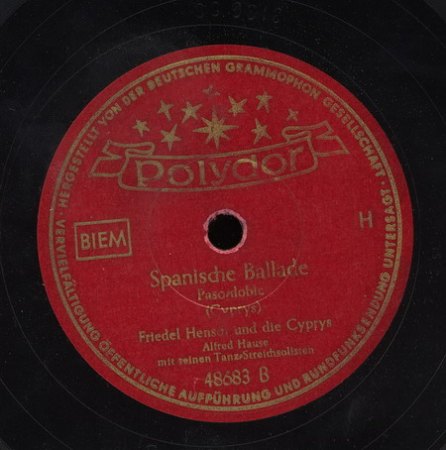 HERGESTELLT VON DER DEUTSCHEN GRAMMOPHON GESELLSCHAFT · VERVIELFÄLTIGUNG ÖFFENTLICHE AUFFÜHRUNG UND RUNDFUNKSENDUNG UNTERSAGT ·
Polydor
BIEM
H
Spanische Ballade
Pasodoble
(Cyprys)
Friedel Hensch und die Cyprys
Alfred Hause
mit seinen Tanz-Streichsolisten
48683 B